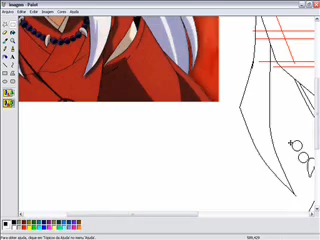 Imagem - Paint
Arquivo Editar Exibir Imagem Cores Ajuda
Para obter ajuda, clique em 'Tópicos da Ajuda' no menu 'Ajuda'.